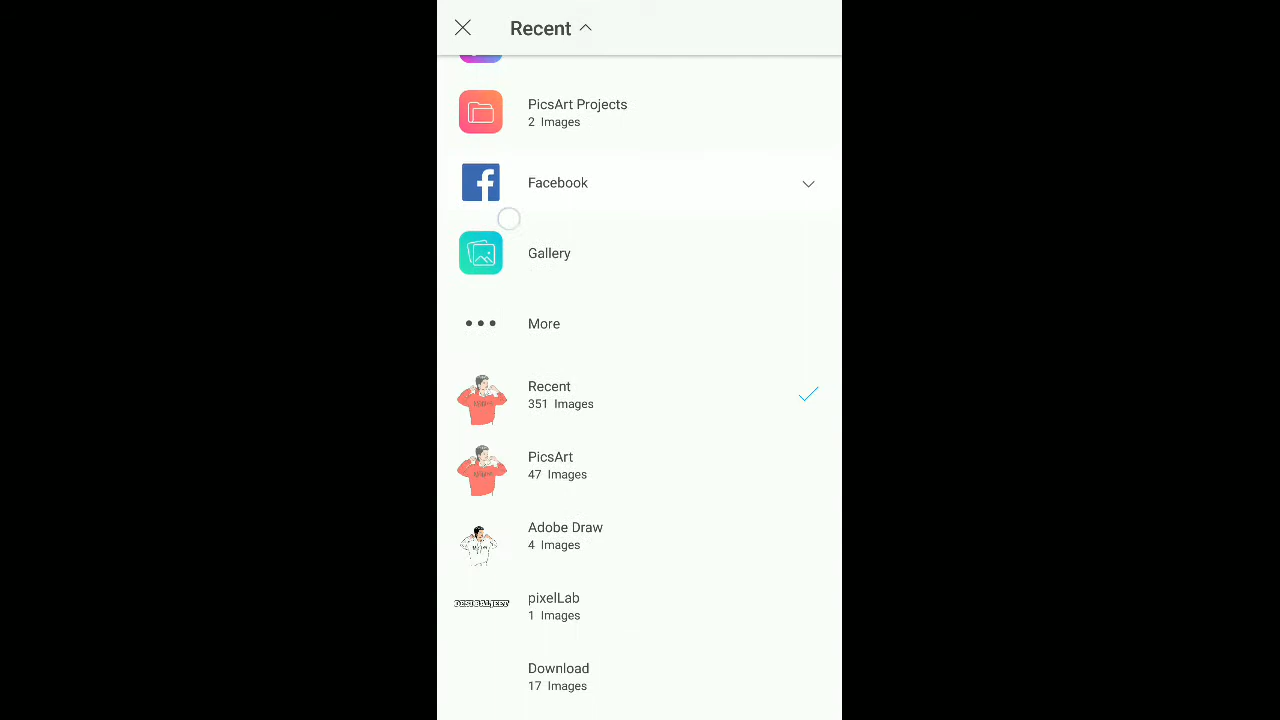 Recent
PicsArt Projects
2 Images
Facebook
Gallery
More
Recent
351 Images
PicsArt
47 Images
Adobe Draw
4 Images
pixelLab
1 Images
Download
17 Images